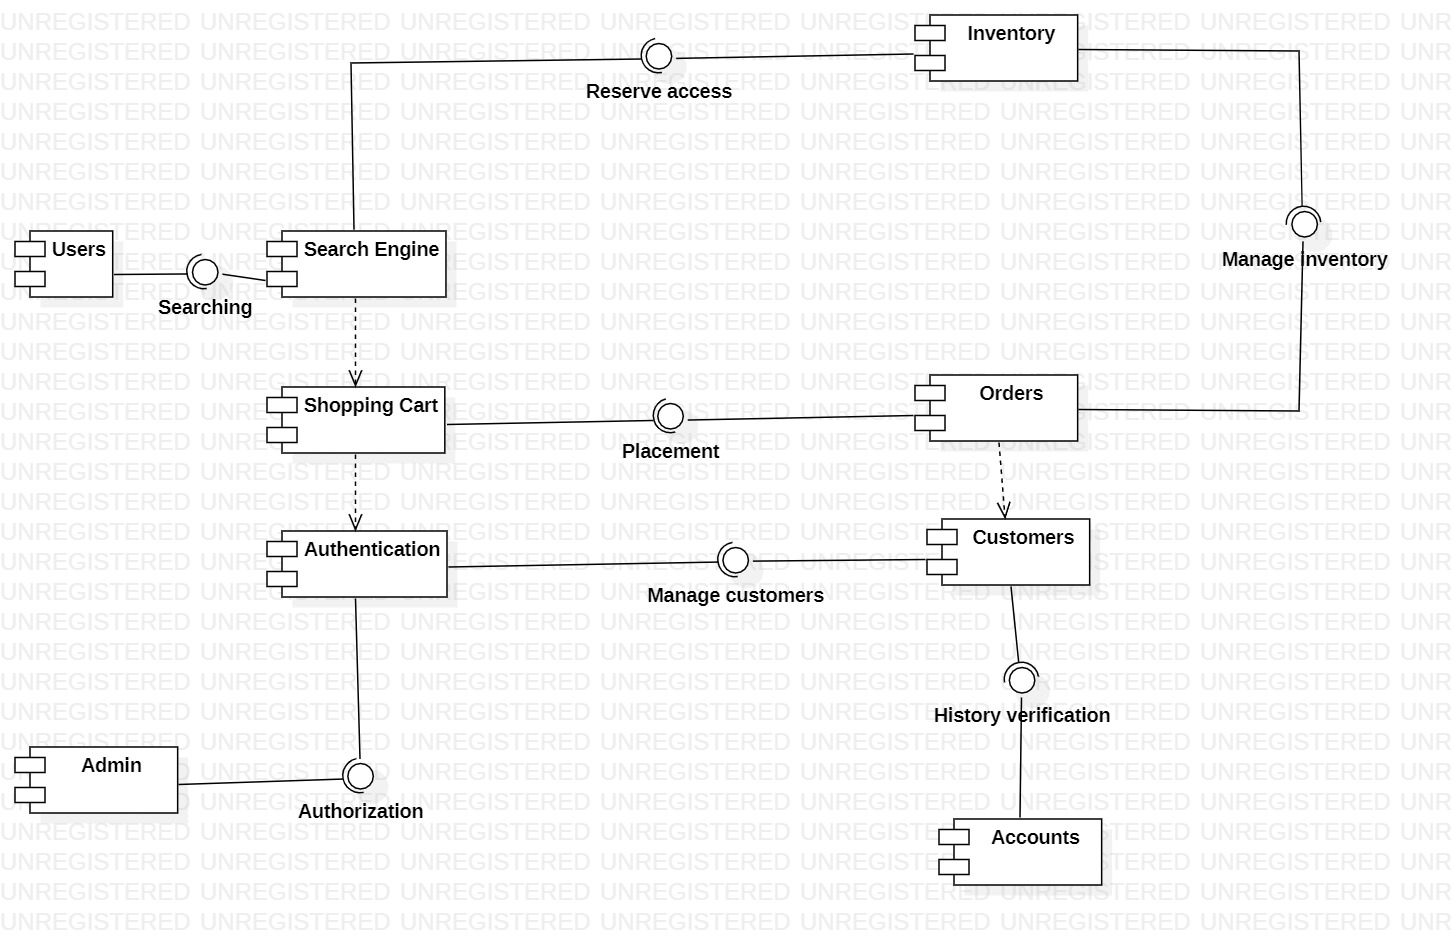 Inventory
Reserve access
Users
Search Engine
Manage inventory
Searching
Shopping Cart
Orders
Placement
Authentication
Customers
Manage customers
History verification
Admin
Authorization
Accounts
UNREGISTERED